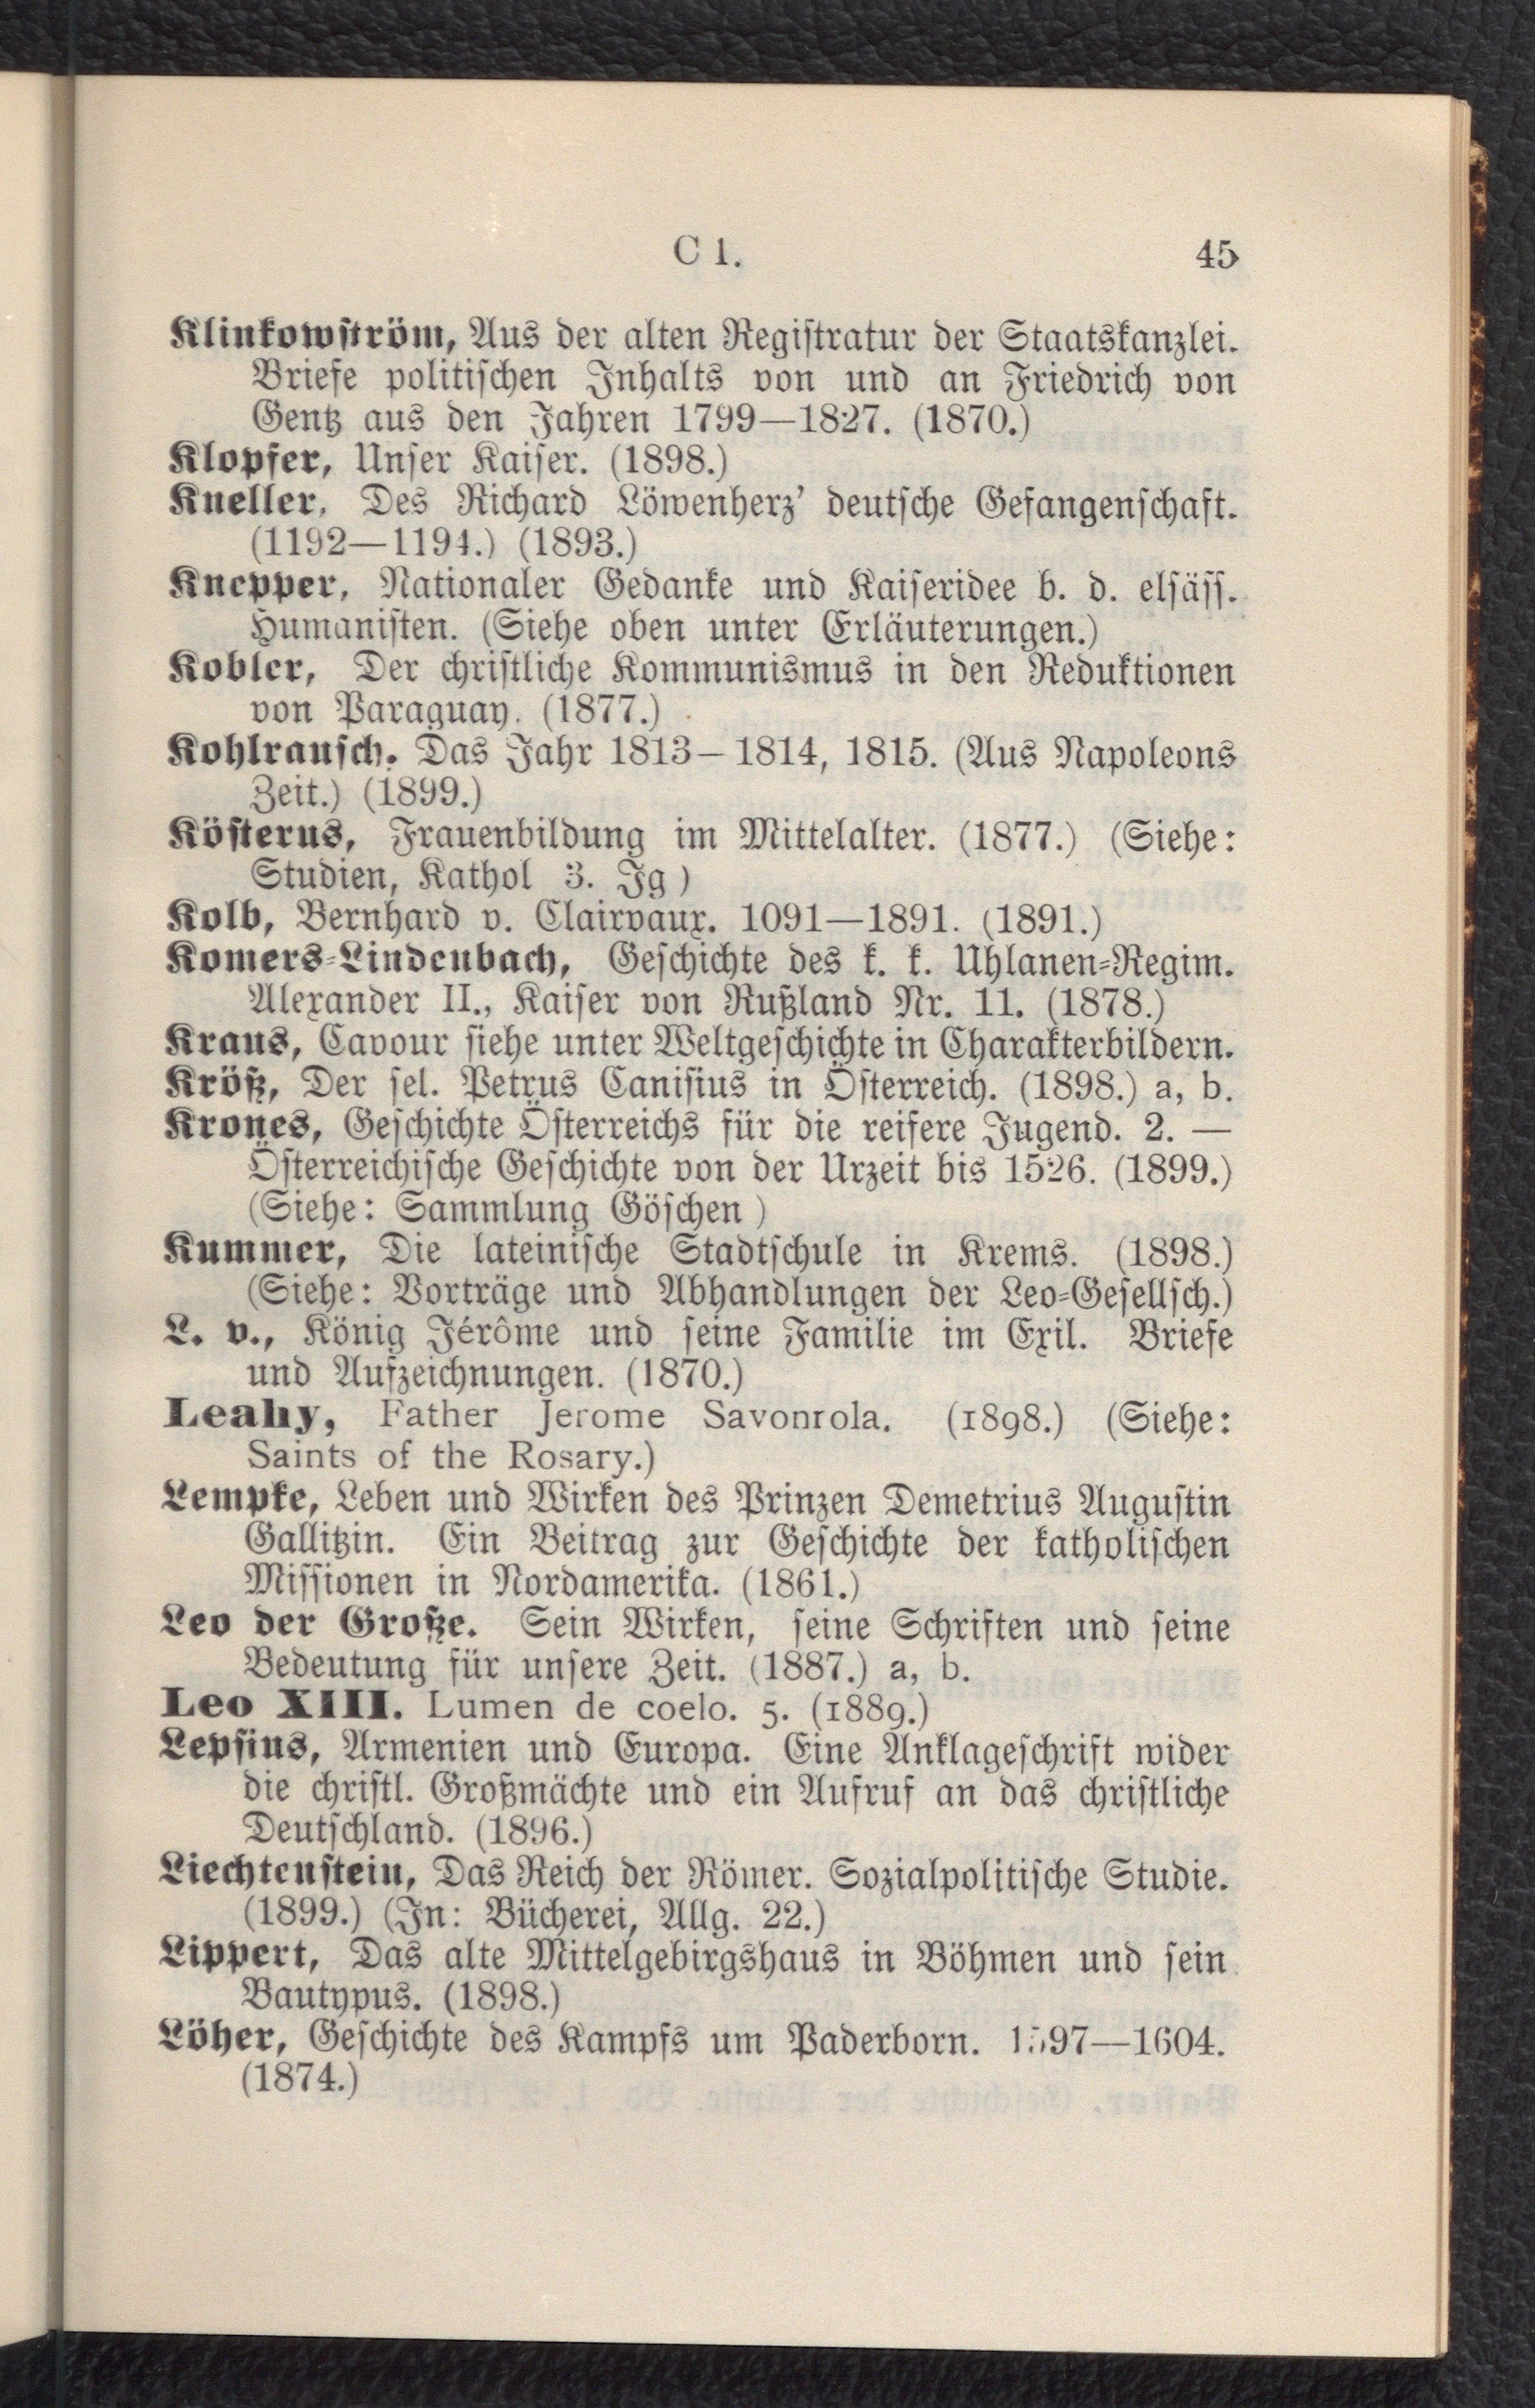 C 1.
45
Klinkowström, Aus der alten Registratur der Staatskanzlei.
Briefe politischen Inhalts von und an Friedrich von
Gentz aus den Jahren 1799—1827. (1870.)
Klopfer, Unser Kaiser. (1898.)
Kneller, Des Richard Löwenherz' deutsche Gefangenschaft.
(1192—1194.) (1893.)
Knepper, Nationaler Gedanke und Kaiseridee b. d. elsäss.
Humanisten. (Siehe oben unter Erläuterungen.)
Kobler, Der christliche Kommunismus in den Reduktionen
von Paraguay. (1877.)
Kohlrausch. Das Jahr 1813–1814, 1815. (Aus Napoleons
Zeit.) (1899.)
Kösterus, Frauenbildung im Mittelalter. (1877.) (Siehe:
Studien, Kathol 3. Jg)
Kolb, Bernhard v. Clairvaux. 1091—1891. (1891.)
Komers-Lindenbach, Geschichte des k. k. Uhlanen-Regim.
Alexander II., Kaiser von Rußland Nr. 11. (1878.)
Kraus, Cavour siehe unter Weltgeschichte in Charakterbildern.
Kröß, Der sel. Petrus Canisius in Österreich. (1898.) a, b.
Krones, Geschichte Österreichs für die reifere Jugend. 2. —
Österreichische Geschichte von der Urzeit bis 1526. (1899.)
(Siehe: Sammlung Göschen)
Kummer, Die lateinische Stadtschule in Krems. (1898.)
(Siehe: Vorträge und Abhandlungen der Leo-Gesellsch.)
L. v., König Jérôme und seine Familie im Exil. Briefe
und Aufzeichnungen. (1870.)
Leahy, Father Jerome Savonrola. (1898.) (Siehe:
Saints of the Rosary.)
Lempke, Leben und Wirken des Prinzen Demetrius Augustin
Gallitzin. Ein Beitrag zur Geschichte der katholischen
Missionen in Nordamerika. (1861.)
Leo der Große. Sein Wirken, seine Schriften und seine
Bedeutung für unsere Zeit. (1887.) a, b.
Leo XIII. Lumen de coelo. 5. (1889.)
Lepsius, Armenien und Europa. Eine Anklageschrift wider
die christl. Großmächte und ein Aufruf an das christliche
Deutschland. (1896.)
Liechtenstein, Das Reich der Römer. Sozialpolitische Studie.
(1899.) (In: Bücherei, Allg. 22.)
Lippert, Das alte Mittelgebirgshaus in Böhmen und sein
Bautypus. (1898.)
Löher, Geschichte des Kampfs um Paderborn. 1597—1604.
(1874.)